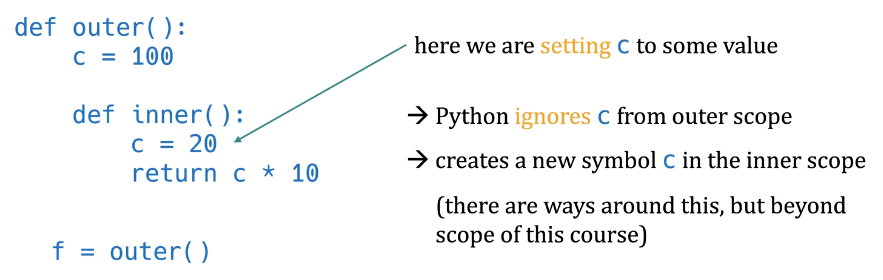 def outer():
    c = 100
here we are setting c to some value
    def inner():
        c = 20
        return c * 10
→ Python ignores c from outer scope
→ creates a new symbol c in the inner scope
(there are ways around this, but beyond
scope of this course)
f = outer()